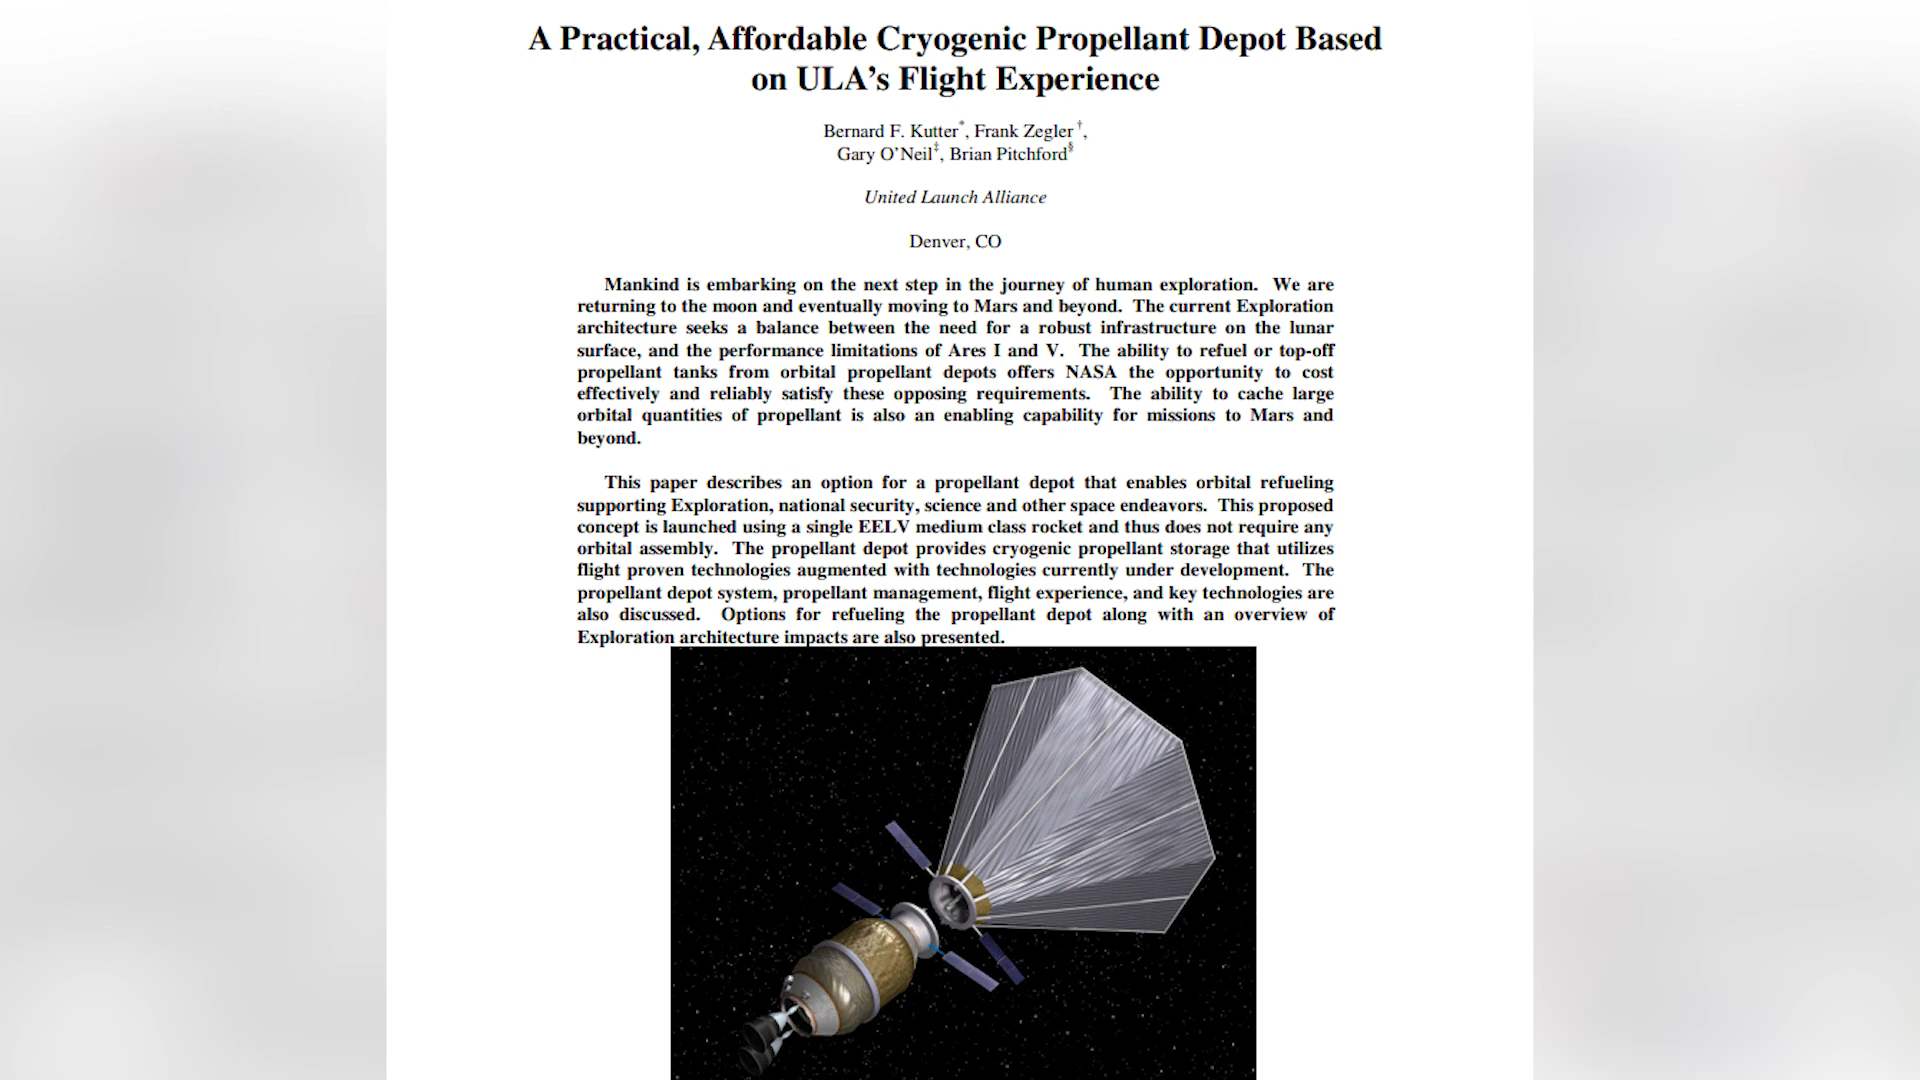 A Practical, Affordable Cryogenic Propellant Depot Based
on ULA’s Flight Experience
Bernard F. Kutter*, Frank Zegler†,
Gary O’Neil‡, Brian Pitchford§
United Launch Alliance
Denver, CO
Mankind is embarking on the next step in the journey of human exploration. We are
returning to the moon and eventually moving to Mars and beyond. The current Exploration
architecture seeks a balance between the need for a robust infrastructure on the lunar
surface, and the performance limitations of Ares I and V. The ability to refuel or top-off
propellant tanks from orbital propellant depots offers NASA the opportunity to cost
effectively and reliably satisfy these opposing requirements. The ability to cache large
orbital quantities of propellant is also an enabling capability for missions to Mars and
beyond.
This paper describes an option for a propellant depot that enables orbital refueling
supporting Exploration, national security, science and other space endeavors. This proposed
concept is launched using a single EELV medium class rocket and thus does not require any
orbital assembly. The propellant depot provides cryogenic propellant storage that utilizes
flight proven technologies augmented with technologies currently under development. The
propellant depot system, propellant management, flight experience, and key technologies are
also discussed. Options for refueling the propellant depot along with an overview of
Exploration architecture impacts are also presented.